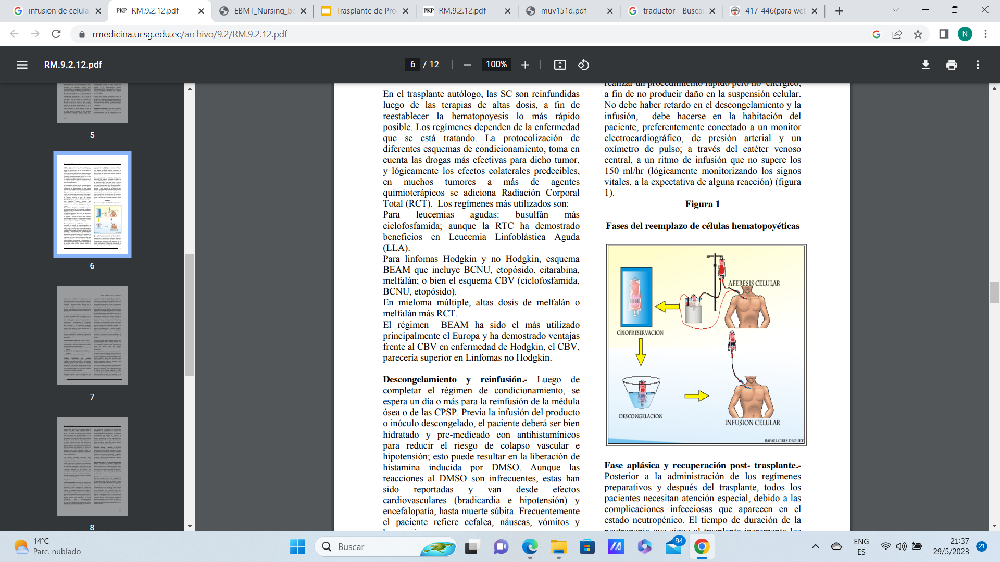 infusion de celula
RM.9.2.12.pdf
EBMT_Nursing_bo
Trasplante de Pro
RM.9.2.12.pdf
muv151d.pdf
traductor - Busca
417-446(para web
rmedicina.ucsg.edu.ec/archivo/9.2/RM.9.2.12.pdf
N
RM.9.2.12.pdf
6 / 12
100%
5
6
7
8
En el trasplante autólogo, las SC son reinfundidas
luego de las terapias de altas dosis, a fin de
reestablecer la hematopoyesis lo más rápido
posible. Los regímenes dependen de la enfermedad
que se está tratando. La protocolización de
diferentes esquemas de condicionamiento, toma en
cuenta las drogas más efectivas para dicho tumor,
y lógicamente los efectos colaterales predecibles,
en muchos tumores a más de agentes
quimioterápicos se adiciona Radiación Corporal
Total (RCT). Los regímenes más utilizados son:
Para leucemias agudas: busulfán más
ciclofosfamida; aunque la RTC ha demostrado
beneficios en Leucemia Linfoblástica Aguda
(LLA).
Para linfomas Hodgkin y no Hodgkin, esquema
BEAM que incluye BCNU, etopósido, citarabina,
melfalán; o bien el esquema CBV (ciclofosfamida,
BCNU, etopósido).
En mieloma múltiple, altas dosis de melfalán o
melfalán más RCT.
El régimen BEAM ha sido el más utilizado
principalmente el Europa y ha demostrado ventajas
frente al CBV en enfermedad de Hodgkin, el CBV,
parecería superior en Linfomas no Hodgkin.
Descongelamiento y reinfusión.- Luego de
completar el régimen de condicionamiento, se
espera un día o más para la reinfusión de la médula
ósea o de las CPSP. Previa la infusión del producto
o inóculo descongelado, el paciente deberá ser bien
hidratado y pre-medicado con antihistamínicos
para reducir el riesgo de colapso vascular e
hipotensión; esto puede resultar en la liberación de
histamina inducida por DMSO. Aunque las
reacciones al DMSO son infrecuentes, estas han
sido reportadas y van desde efectos
cardiovasculares (bradicardia e hipotensión) y
encefalopatía, hasta muerte súbita. Frecuentemente
el paciente refiere cefalea, náuseas, vómitos y
realizar un procedimiento rápido pero no enérgico,
a fin de no producir daño en la suspensión celular.
No debe haber retardo en el descongelamiento y la
infusión, debe hacerse en la habitación del
paciente, preferentemente conectado a un monitor
electrocardiográfico, de presión arterial y un
oxímetro de pulso; a través del catéter venoso
central, a un ritmo de infusión que no supere los
150 ml/hr (lógicamente monitorizando los signos
vitales, a la expectativa de alguna reacción) (figura
1).
Figura 1
Fases del reemplazo de células hematopoyéticas
AFERESIS CELULAR
CRIOPRESERVACION
DESCONGELACION
INFUSION CELULAR
RAFAEL CIRES DROUET
Fase aplásica y recuperación post- trasplante.-
Posterior a la administración de los regímenes
preparativos y después del trasplante, todos los
pacientes necesitan atención especial, debido a las
complicaciones infecciosas que aparecen en el
estado neutropénico. El tiempo de duración de la
neutropenia que sigue al trasplante incrementa los
14°C
Parc. nublado
Buscar
94
ENG
ES
21:37
29/5/2023
21